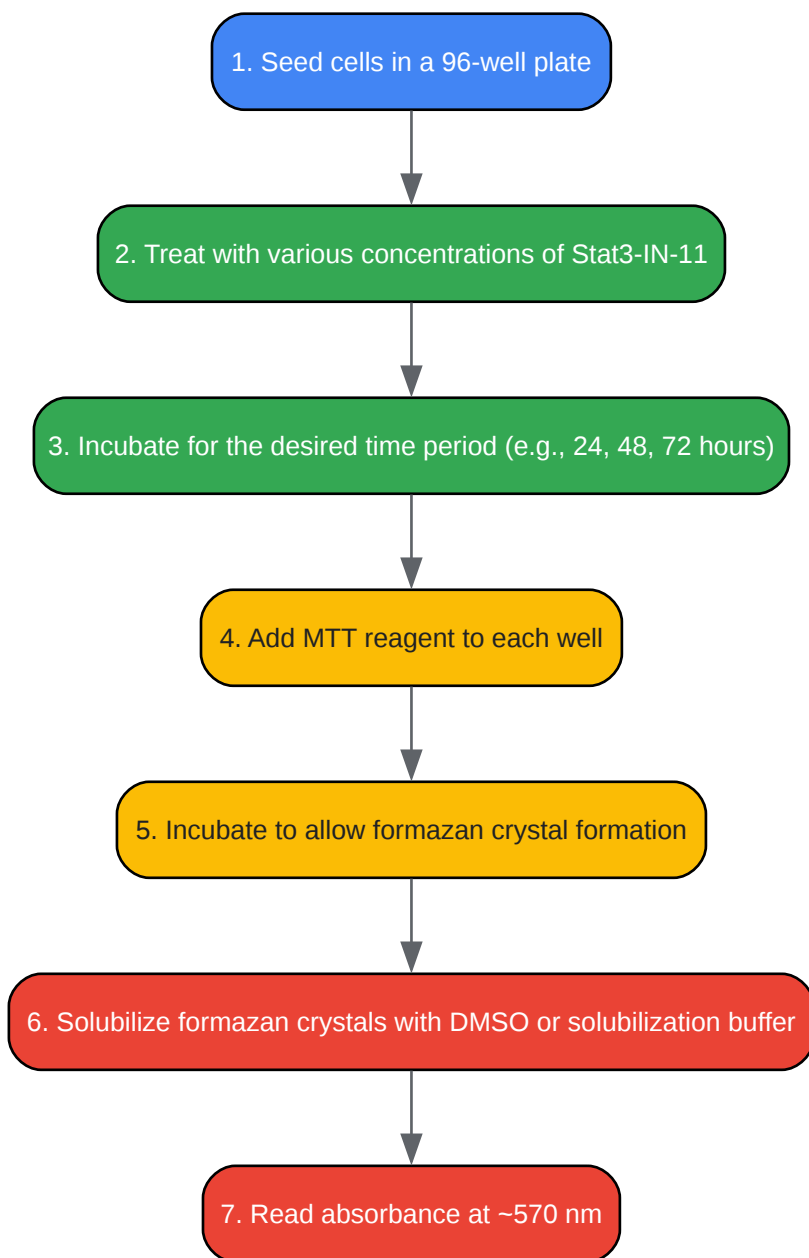 1. Seed cells in a 96-well plate
2. Treat with various concentrations of Stat3-IN-11
3. Incubate for the desired time period (e.g., 24, 48, 72 hours)
4. Add MTT reagent to each well
5. Incubate to allow formazan crystal formation
6. Solubilize formazan crystals with DMSO or solubilization buffer
7. Read absorbance at ~570 nm